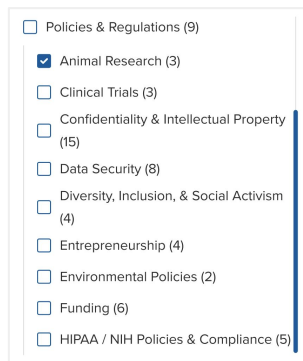 Policies & Regulations (9)
Animal Research (3)
Clinical Trials (3)
Confidentiality & Intellectual Property
(15)
Data Security (8)
Diversity, Inclusion, & Social Activism
(4)
Entrepreneurship (4)
Environmental Policies (2)
Funding (6)
HIPAA / NIH Policies & Compliance (5)